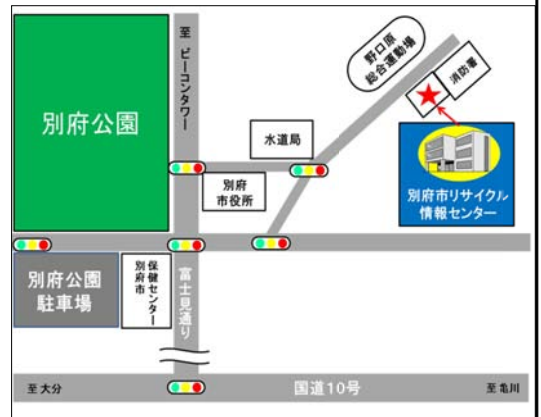 至 ビーコンタワー
野口原
総合運動場
消防署
別府公園
水道局
別府
市役所
別府市リサイクル
情報センター
別府公園
駐車場
別府市
保健センター
富士見通り
至 大分
国道10号
至 亀川